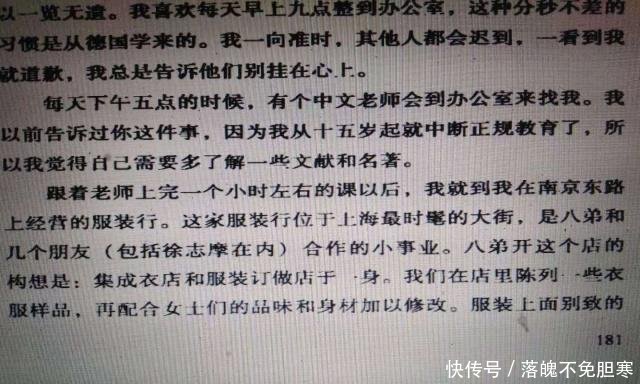 以一览无遗。我喜欢每天早上九点整到办公室，这种分秒不差的
习惯是从德国学来的。我一向准时，其他人都会迟到，一看到我
就道歉，我总是告诉他们别挂在心上。
每天下午五点的时候，有个中文老师会到办公室来找我。我
以前告诉过你这件事，因为我从十五岁起就中断正规教育了，所
以我觉得自己需要多了解一些文献和名著。
跟着老师上完一个小时左右的课以后，我就到我在南京东路
上经营的服装行。这家服装行位于上海最时髦的大街，是八弟和
几个朋友（包括徐志摩在内）合作的小事业。八弟开这个店的
构想是：集成衣店和服装订做店于一身。我们在店里陈列一些衣
服样品，再配合女士们的品味和身材加以修改。服装上面别致的
181
快传号／落魄不免胆寒